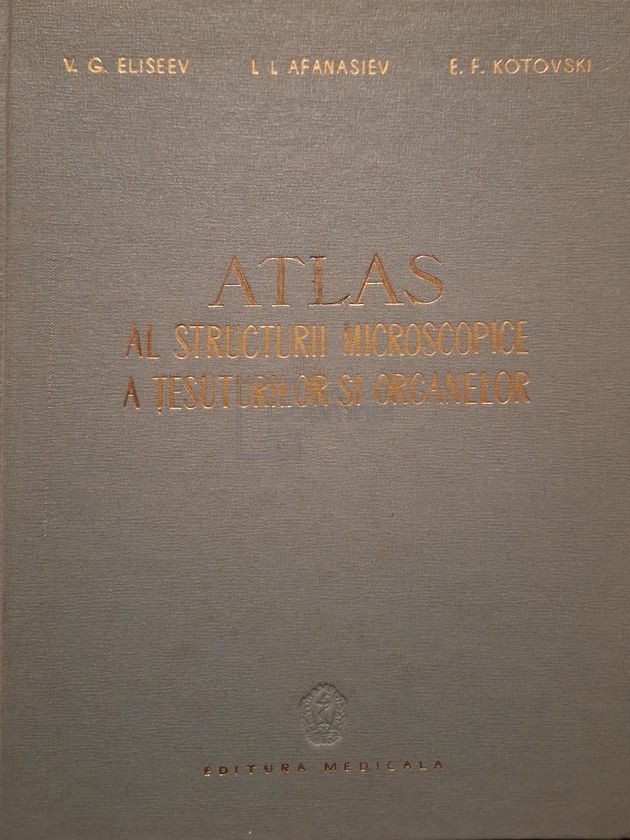 V. G. ELISEEV I. I. AFANASIEV E. F. KOTOVSKI
ATLAS
AL STRUCTURII MICROSCOPICE
A ȚESUTURILOR ȘI ORGANELOR
EDITURA MEDICALA